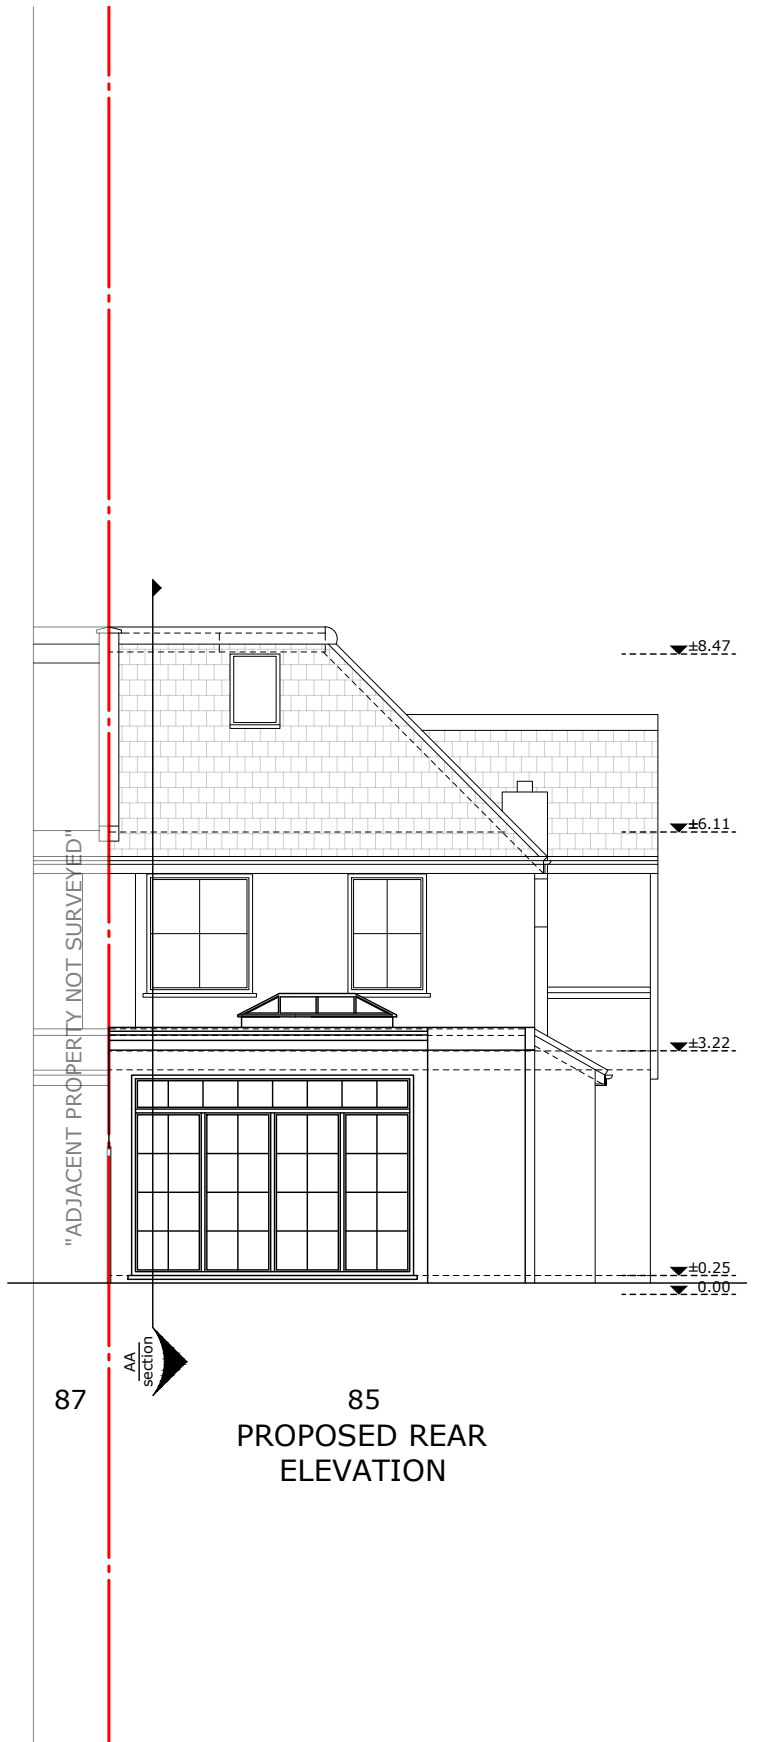 ±8.47
±6.11
"ADJACENT PROPERTY NOT SURVEYED"
±3.22
±0.25
0.00
AA
section
87
85
PROPOSED REAR
ELEVATION